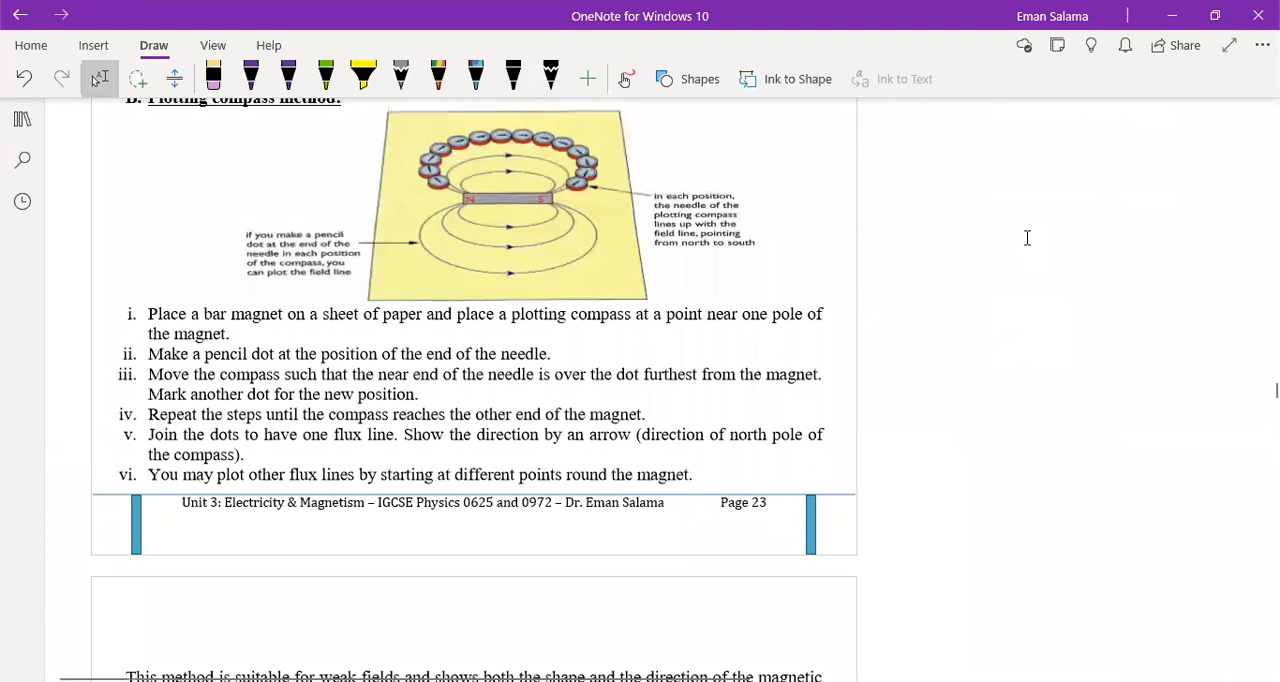 OneNote for Windows 10
Eman Salama
Home
Insert
Draw
View
Help
Share
Shapes
Ink to Shape
Ink to Text
B. Plotting compass method:
N
S
in each position,
the needle of the
plotting compass
lines up with the
field line, pointing
from north to south
if you make a pencil
dot at the end of the
needle in each position
of the compass, you
can plot the field line
i. Place a bar magnet on a sheet of paper and place a plotting compass at a point near one pole of
the magnet.
ii. Make a pencil dot at the position of the end of the needle.
iii. Move the compass such that the near end of the needle is over the dot furthest from the magnet.
Mark another dot for the new position.
iv. Repeat the steps until the compass reaches the other end of the magnet.
v. Join the dots to have one flux line. Show the direction by an arrow (direction of north pole of
the compass).
vi. You may plot other flux lines by starting at different points round the magnet.
Unit 3: Electricity & Magnetism – IGCSE Physics 0625 and 0972 – Dr. Eman Salama Page 23
This method is suitable for weak fields and shows both the shape and the direction of the magnetic